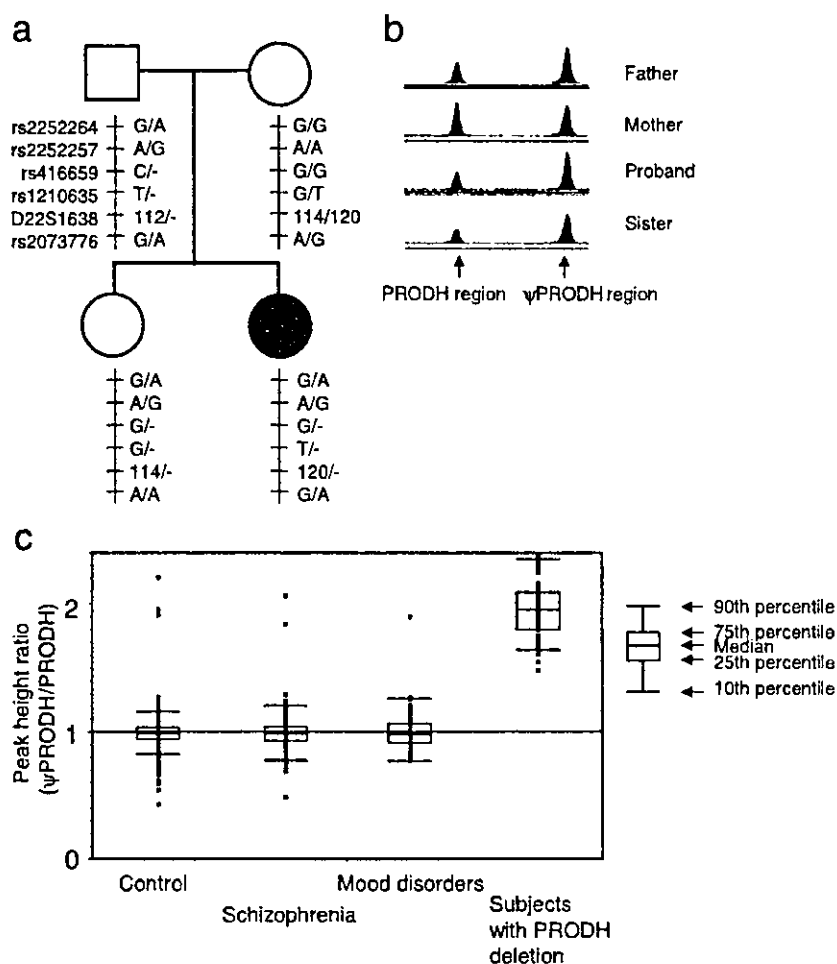 a
rs2252264 G/A
rs2252257 A/G
rs416659 C/-
rs1210635 T/-
D22S1638 112/-
rs2073776 G/A
G/G
A/A
G/G
G/T
114/120
A/G
G/A
A/G
G/-
G/-
114/-
A/A
G/A
A/G
G/-
T/-
120/-
G/A
b
Father
Mother
Proband
Sister
PRODH region
ψPRODH region
c
Peak height ratio
(ψPRODH/PRODH)
2
1
0
Control
Schizophrenia
Mood disorders
Subjects
with PRODH
deletion
90th percentile
75th percentile
Median
25th percentile
10th percentile